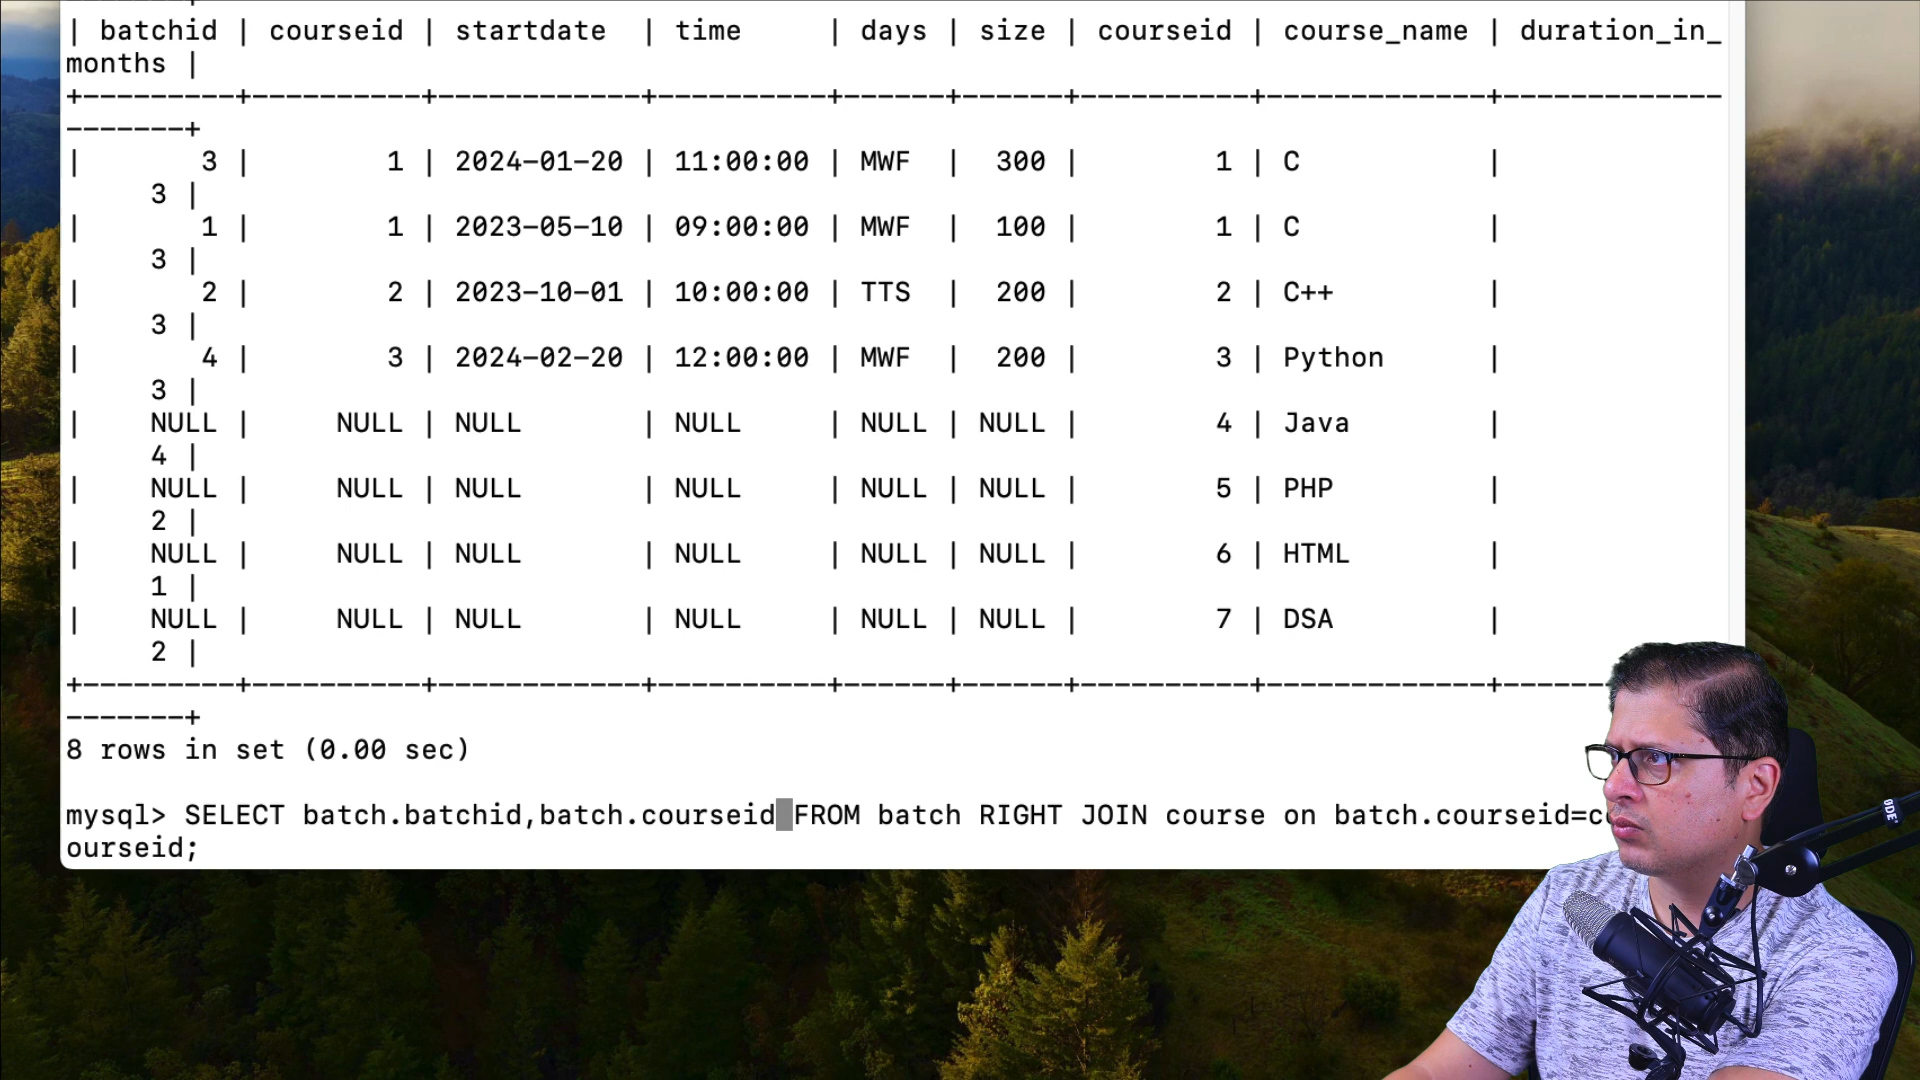 | batchid | courseid | startdate | time | days | size | courseid | course_name | duration_in_
months |
+---------+----------+------------+----------+------+------+----------+-------------+-------------
-------+
| 3 | 1 | 2024-01-20 | 11:00:00 | MWF | 300 | 1 | C |
3 |
| 1 | 1 | 2023-05-10 | 09:00:00 | MWF | 100 | 1 | C |
3 |
| 2 | 2 | 2023-10-01 | 10:00:00 | TTS | 200 | 2 | C++ |
3 |
| 4 | 3 | 2024-02-20 | 12:00:00 | MWF | 200 | 3 | Python |
3 |
| NULL | NULL | NULL | NULL | NULL | NULL | 4 | Java |
4 |
| NULL | NULL | NULL | NULL | NULL | NULL | 5 | PHP |
2 |
| NULL | NULL | NULL | NULL | NULL | NULL | 6 | HTML |
1 |
| NULL | NULL | NULL | NULL | NULL | NULL | 7 | DSA |
2 |
+---------+----------+------------+----------+------+------+----------+-------------+------
-------+
8 rows in set (0.00 sec)
mysql> SELECT batch.batchid,batch.courseid FROM batch RIGHT JOIN course on batch.courseid=c
ourseid;